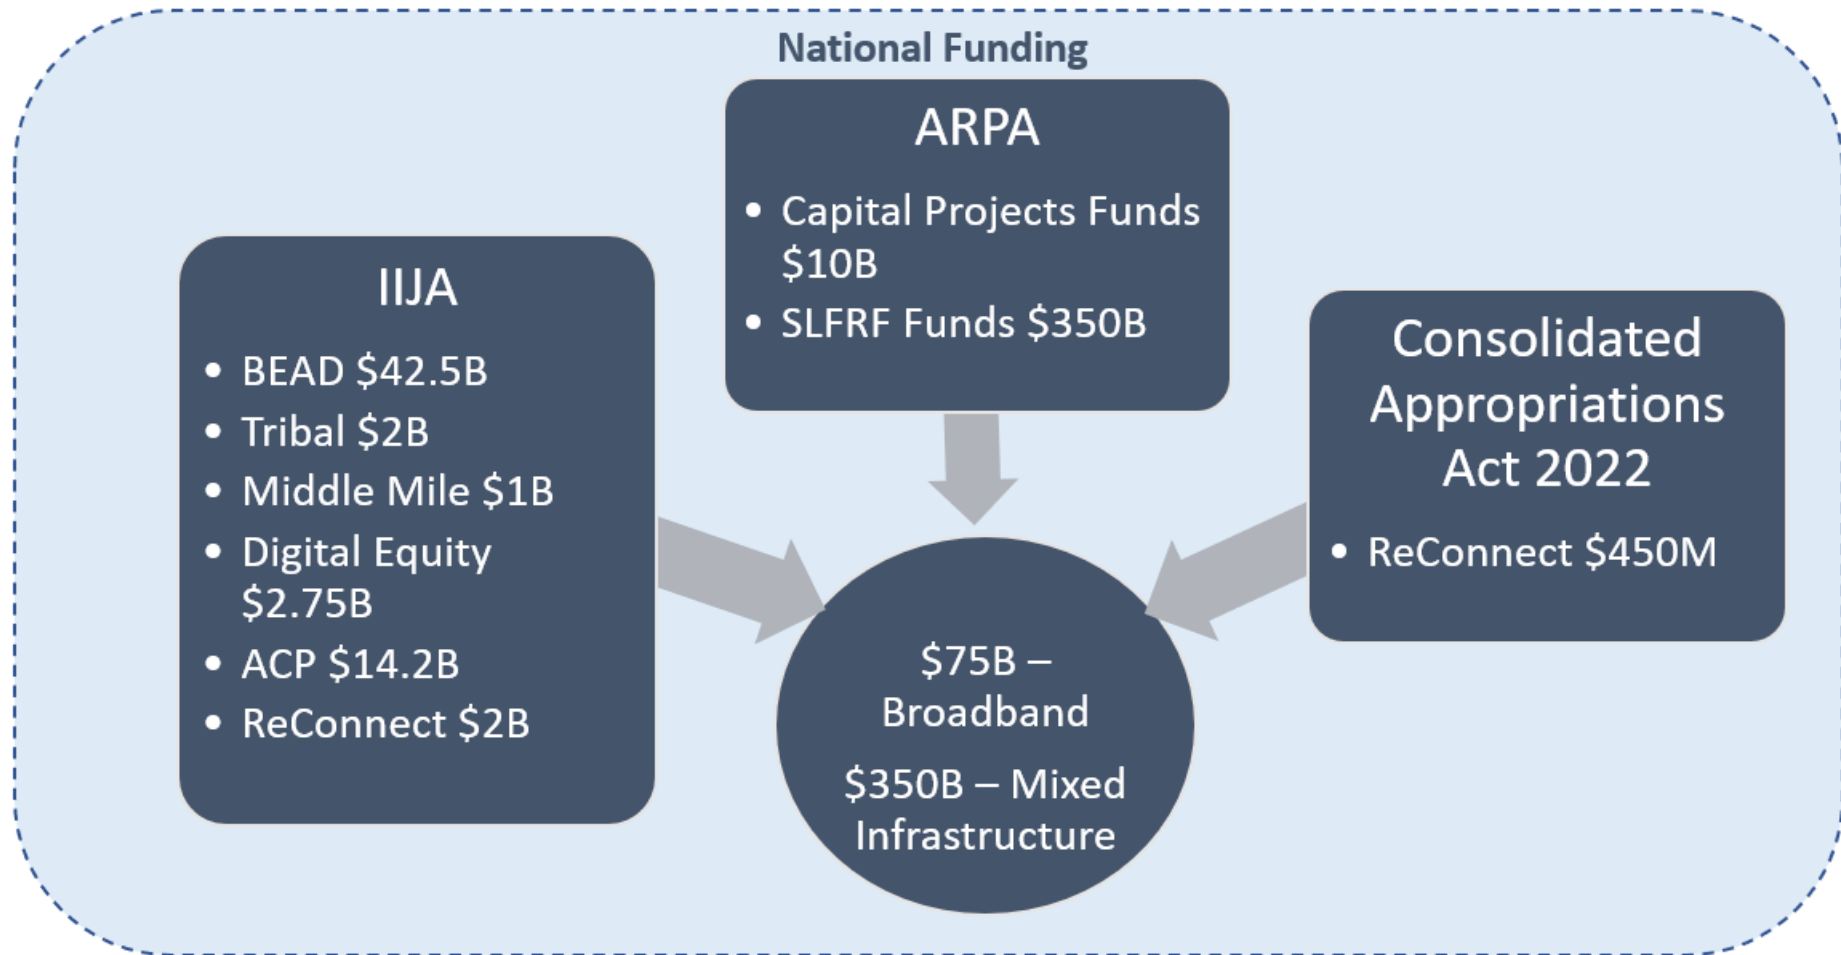 National Funding
ARPA
• Capital Projects Funds
$10B
• SLFRF Funds $350B
IIJA
• BEAD $42.5B
• Tribal $2B
• Middle Mile $1B
• Digital Equity
$2.75B
• ACP $14.2B
• ReConnect $2B
Consolidated
Appropriations
Act 2022
• ReConnect $450M
$75B –
Broadband
$350B – Mixed
Infrastructure